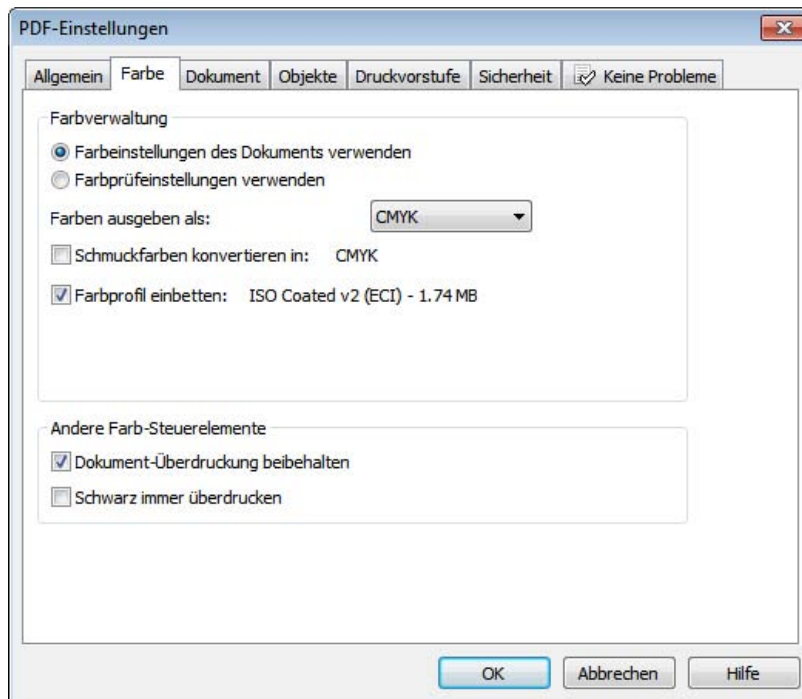 PDF-Einstellungen
Allgemein Farbe Dokument Objekte Druckvorstufe Sicherheit Keine Probleme
Farbverwaltung
Farbeinstellungen des Dokuments verwenden
Farbprüfeinstellungen verwenden
Farben ausgeben als: CMYK
Schmuckfarben konvertieren in: CMYK
Farbprofil einbetten: ISO Coated v2 (ECI) - 1.74 MB
Andere Farb-Steuerelemente
Dokument-Überdruckung beibehalten
Schwarz immer überdrucken
OK Abbrechen Hilfe